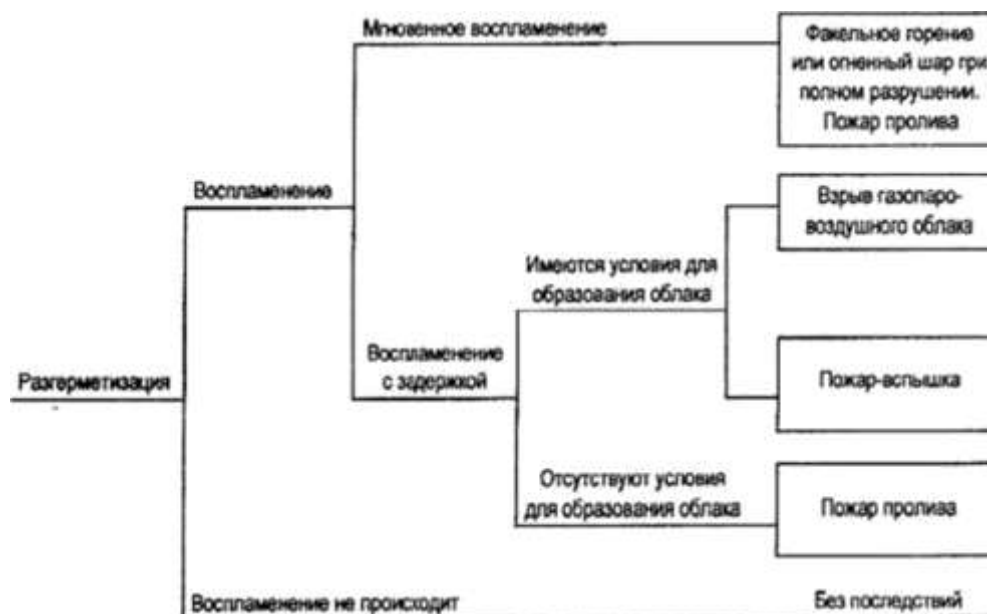 Мгновенное воспламенение
Факельное горение
или огненный шар гри
полном разрушении.
Пожар пролива
Воспламенение
Взрыв газопаро-
воздушного облака
Имеются условия для
образования облака
Воспламенение
с задержкой
Разгерметизация
Пожар-вспышка
Отсутствуют условия
для образования облака
Пожар пролива
Воспламенение не происходит
Без последствий